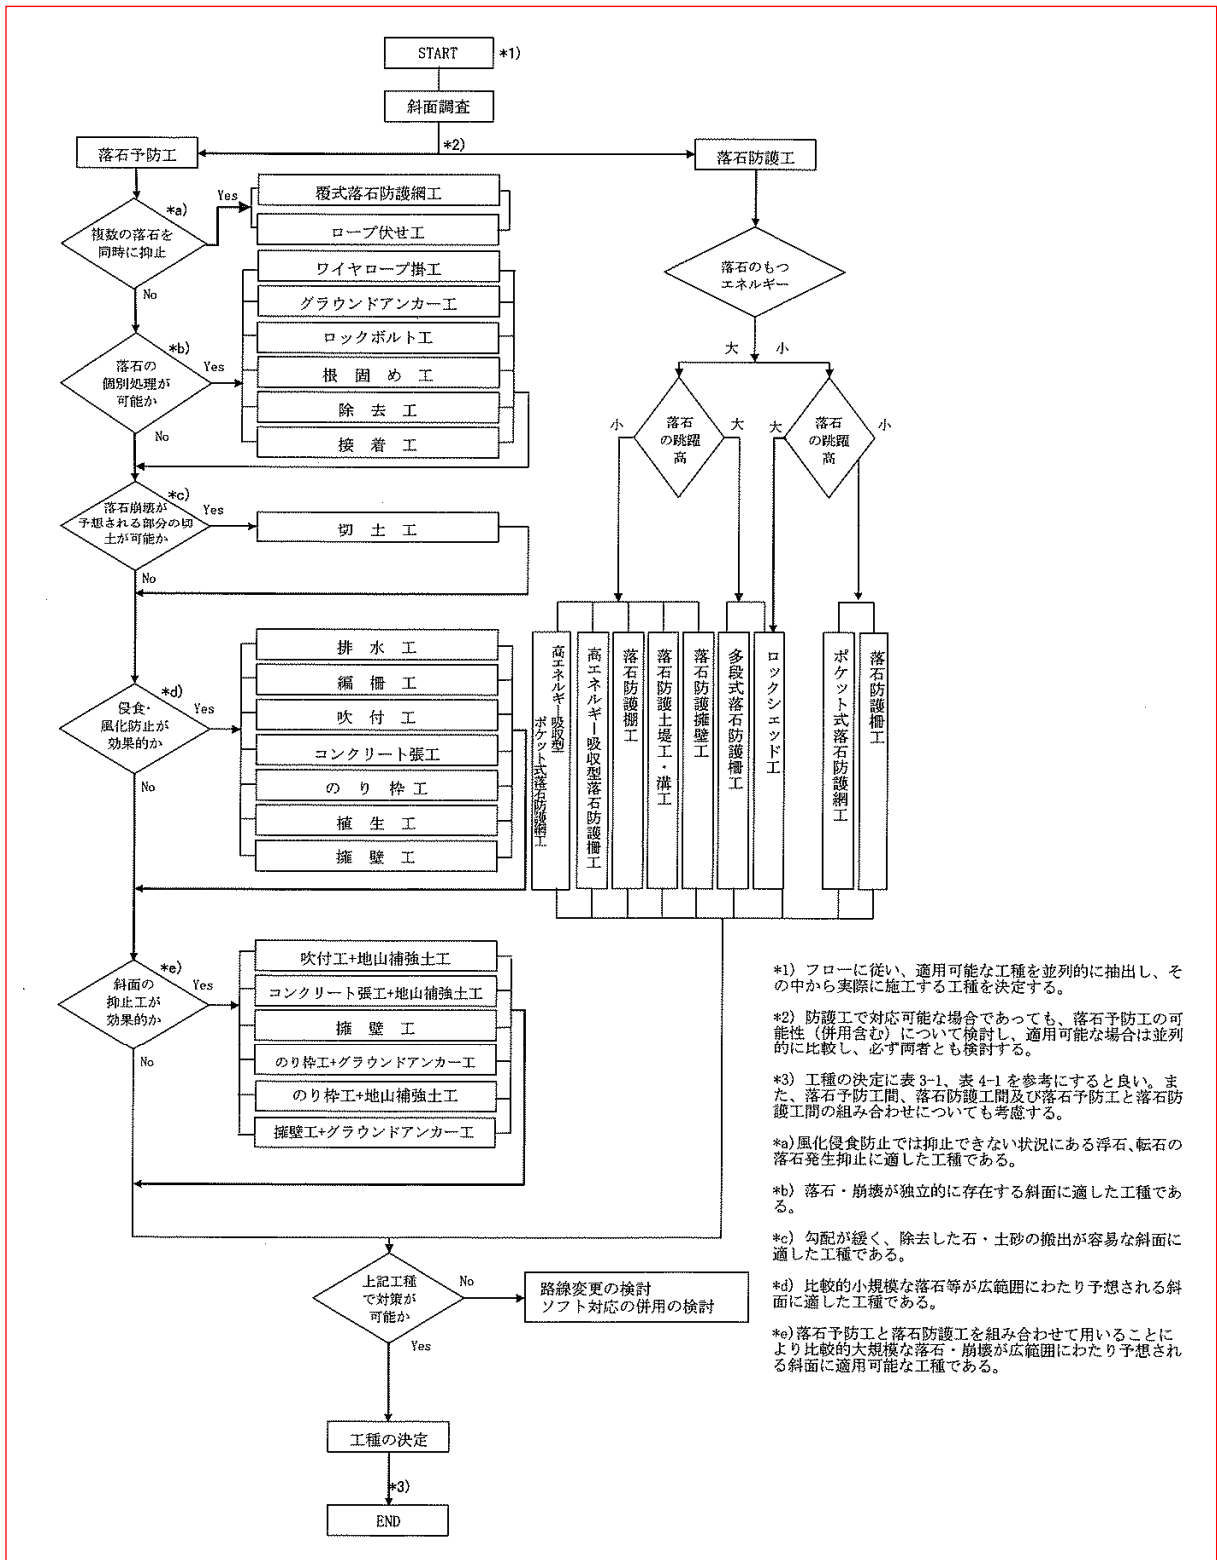 START
*1)
斜面調査
*2)
落石予防工
落石防護工
*a)
複数の落石を
同時に抑止
Yes
No
覆式落石防護網工
ロープ伏せ工
ワイヤロープ掛工
グラウンドアンカー工
ロックボルト工
根 固 め 工
除 去 工
接 着 工
*b)
落石の
個別処理が
可能か
Yes
No
*c)
落石崩壊が
予想される部分の切
土が可能か
Yes
No
切 土 工
*d)
侵食・
風化防止が
効果的か
Yes
No
排 水 工
編 柵 工
吹 付 工
コンクリート張工
の り 枠 工
植 生 工
擁 壁 工
*e)
斜面の
抑止工が
効果的か
Yes
No
吹付工+地山補強土工
コンクリート張工+地山補強土工
擁 壁 工
のり枠工+グラウンドアンカー工
のり枠工+地山補強土工
擁壁工+グラウンドアンカー工
落石のもつ
エネルギー
大 小
小
落石
の跳躍
高
大
大
落石
の跳躍
高
小
高エネルギー吸収型
ポケット式落石防護網工
高エネルギー吸収型落石防護柵工
落石防護棚工
落石防護土堤工・溝工
落石防護擁壁工
多段式落石防護柵工
ロックシェッド工
ポケット式落石防護網工
落石防護柵工
上記工種
で対策が
可能か
No
Yes
路線変更の検討
ソフト対応の併用の検討
工種の決定
*3)
END
*1) フローに従い、適用可能な工種を並列的に抽出し、そ
の中から実際に施工する工種を決定する。
*2) 防護工で対応可能な場合であっても、落石予防工の可
能性（併用含む）について検討し、適用可能な場合は並列
的に比較し、必ず両者とも検討する。
*3) 工種の決定に表 3-1、表 4-1 を参考にすると良い。ま
た、落石予防工間、落石防護工間及び落石予防工と落石防
護工間の組み合わせについても考慮する。
*a)風化侵食防止では抑止できない状況にある浮石、転石の
落石発生抑止に適した工種である。
*b) 落石・崩壊が独立的に存在する斜面に適した工種であ
る。
*c) 勾配が緩く、除去した石・土砂の搬出が容易な斜面に
適した工種である。
*d) 比較的小規模な落石等が広範囲にわたり予想される斜
面に適した工種である。
*e)落石予防工と落石防護工を組み合わせて用いることに
より比較的大規模な落石・崩壊が広範囲にわたり予想され
る斜面に適用可能な工種である。